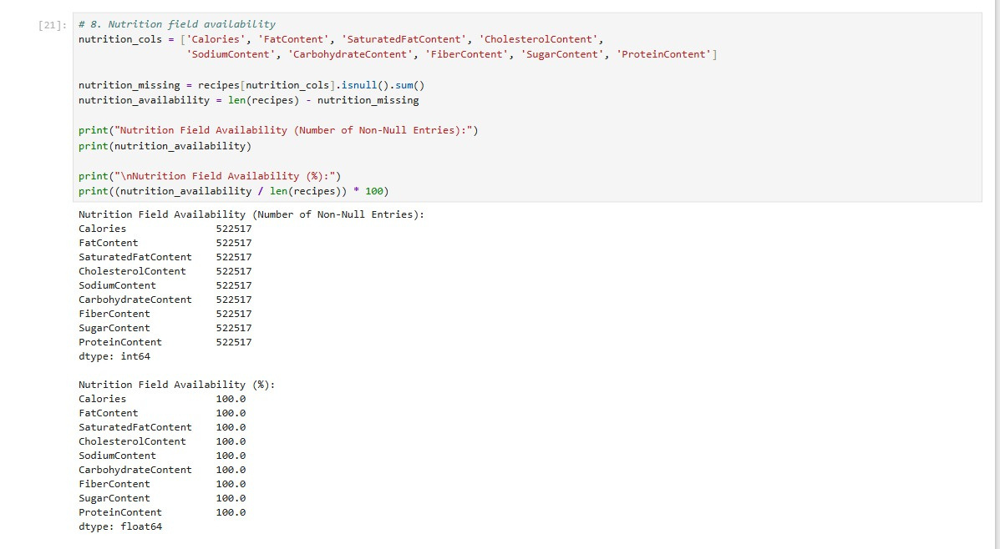 [21]: # 8. Nutrition field availability
nutrition_cols = ['Calories', 'FatContent', 'SaturatedFatContent', 'CholesterolContent',
'SodiumContent', 'CarbohydrateContent', 'FiberContent', 'SugarContent', 'ProteinContent']
nutrition_missing = recipes[nutrition_cols].isnull().sum()
nutrition_availability = len(recipes) - nutrition_missing
print("Nutrition Field Availability (Number of Non-Null Entries):")
print(nutrition_availability)
print("\nNutrition Field Availability (%):")
print((nutrition_availability / len(recipes)) * 100)
Nutrition Field Availability (Number of Non-Null Entries):
Calories 522517
FatContent 522517
SaturatedFatContent 522517
CholesterolContent 522517
SodiumContent 522517
CarbohydrateContent 522517
FiberContent 522517
SugarContent 522517
ProteinContent 522517
dtype: int64
Nutrition Field Availability (%):
Calories 100.0
FatContent 100.0
SaturatedFatContent 100.0
CholesterolContent 100.0
SodiumContent 100.0
CarbohydrateContent 100.0
FiberContent 100.0
SugarContent 100.0
ProteinContent 100.0
dtype: float64